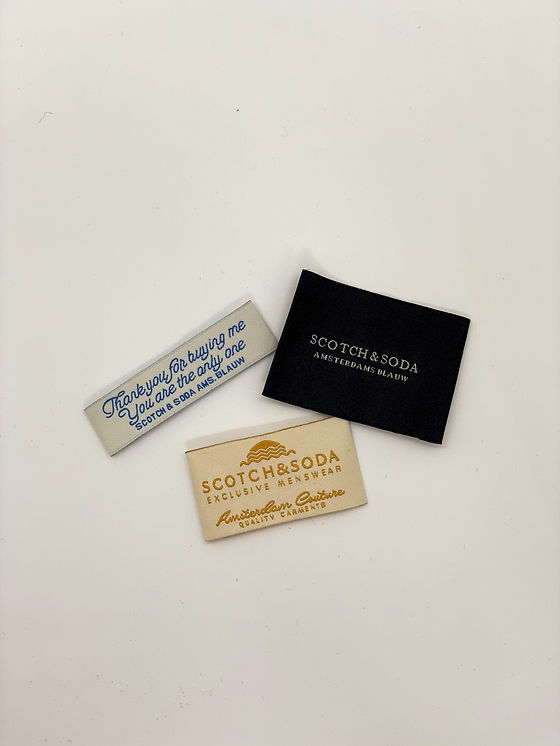 Thank you for buying me
You are the only one
SCOTCH & SODA AMS. BLAUW
SCOTCH & SODA
AMSTERDAMS BLAUW
SCOTCH & SODA
EXCLUSIVE MENSWEAR
Amsterdam Couture
QUALITY GARMENTS